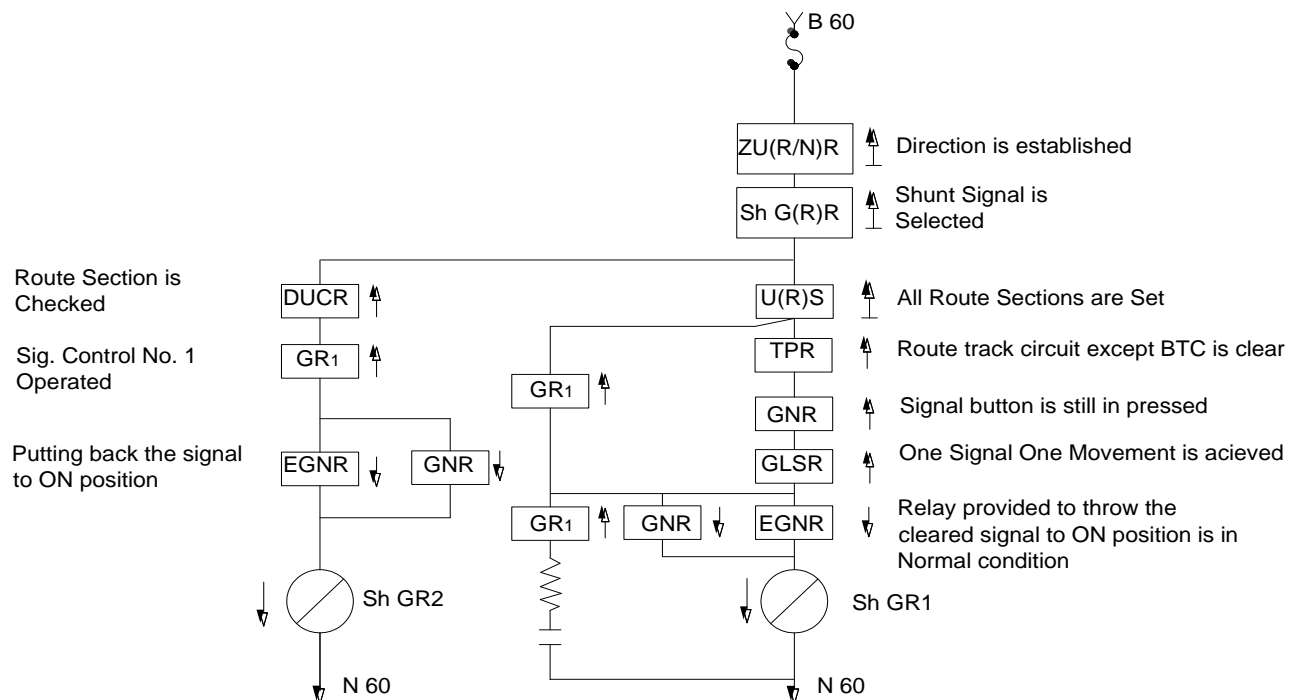 B 60
ZU(R/N)R
Direction is established
Sh G(R)R
Shunt Signal is
Selected
Route Section is
Checked
DUCR
U(R)S
All Route Sections are Set
Sig. Control No. 1
Operated
GR1
TPR
Route track circuit except BTC is clear
GR1
GNR
Signal button is still in pressed
Putting back the signal
to ON position
EGNR
GNR
GLSR
One Signal One Movement is acieved
GR1
GNR
EGNR
Relay provided to throw the
cleared signal to ON position is in
Normal condition
Sh GR2
Sh GR1
N 60
N 60